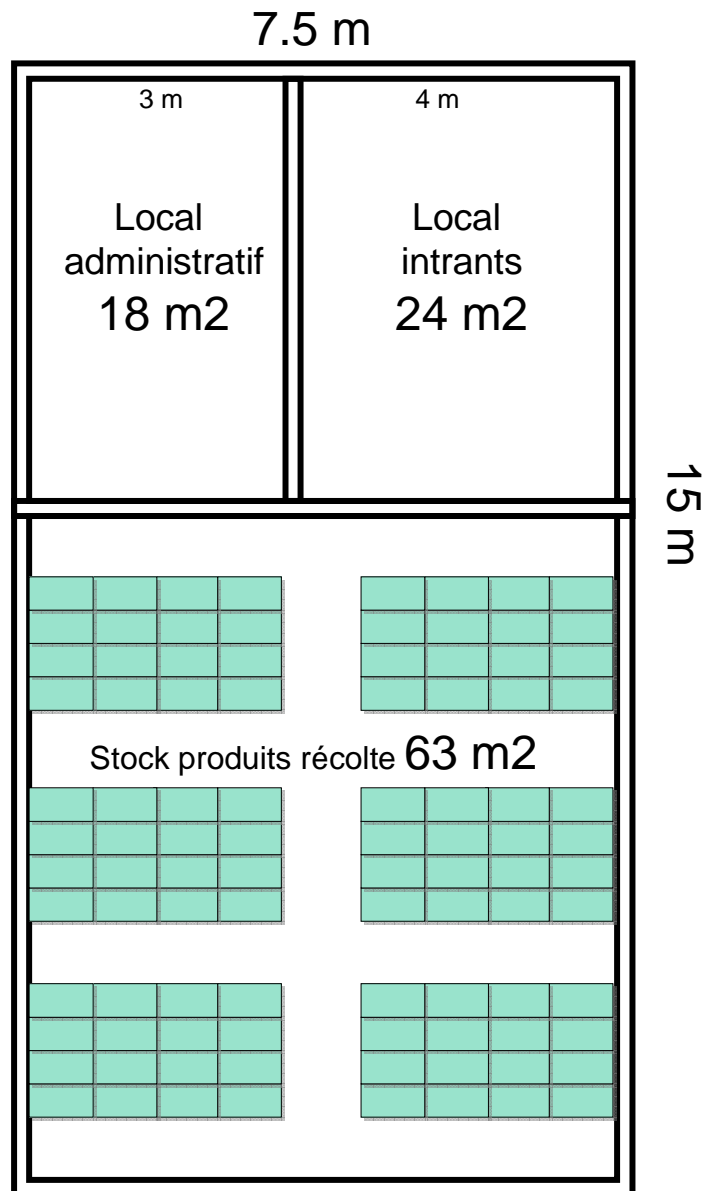 7.5 m
3 m
4 m
Local
administratif
18 m2
Local
intrants
24 m2
15 m
Stock produits récolte 63 m2